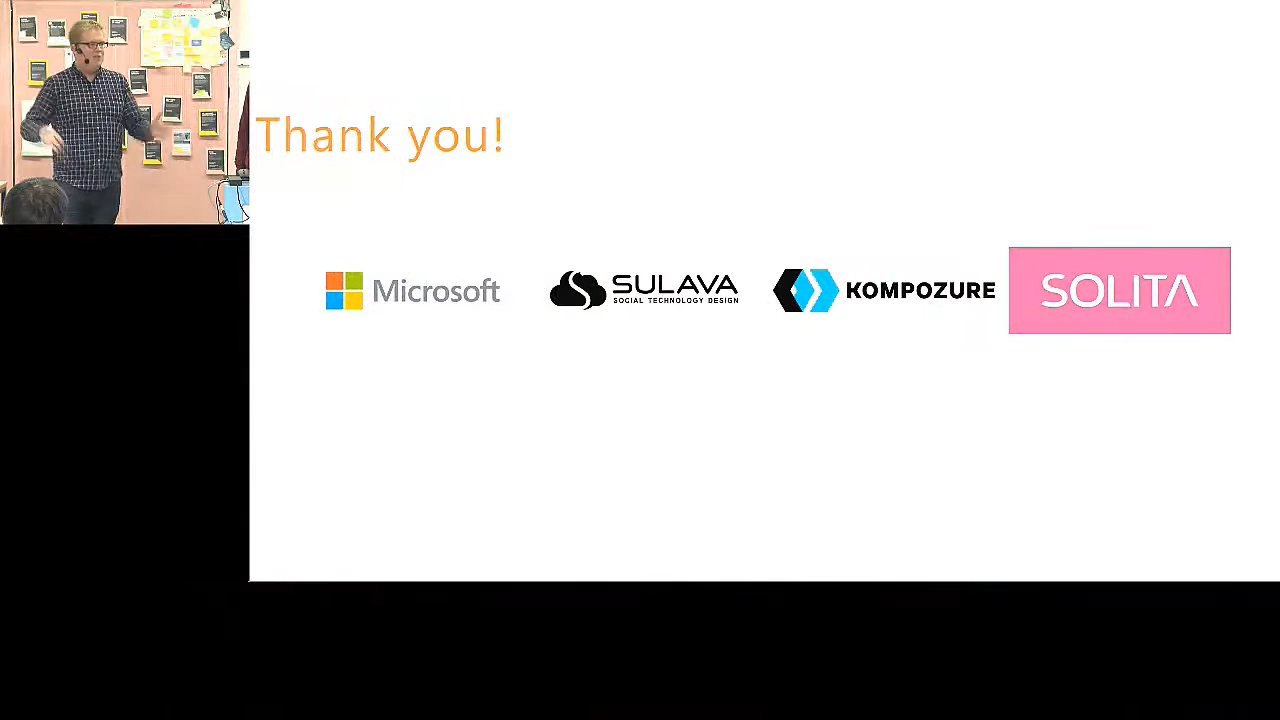 Thank you!
Microsoft
SULAVA
SOCIAL TECHNOLOGY DESIGN
KOMPOZURE
SOLITA